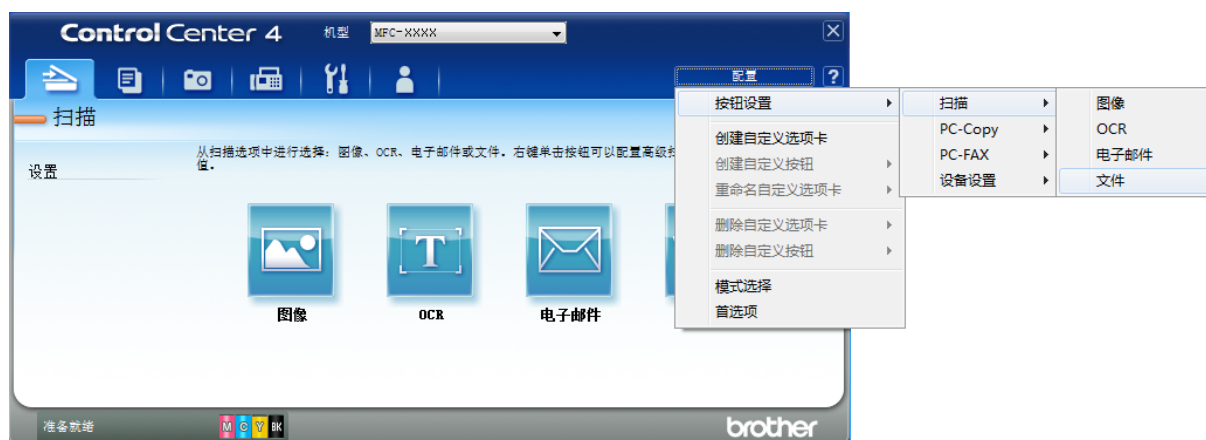 Control Center 4
机型
MFC-XXXX
配置
?
扫描
设置
从扫描选项中进行选择：图像、OCR、电子邮件或文件。右键单击按钮可以配置高级扫
值。
T
图像
OCR
电子邮件
按钮设置
创建自定义选项卡
创建自定义按钮
重命名自定义选项卡
删除自定义选项卡
删除自定义按钮
模式选择
首选项
扫描
PC-Copy
PC-FAX
设备设置
图像
OCR
电子邮件
文件
准备就绪
M C Y BK
brother